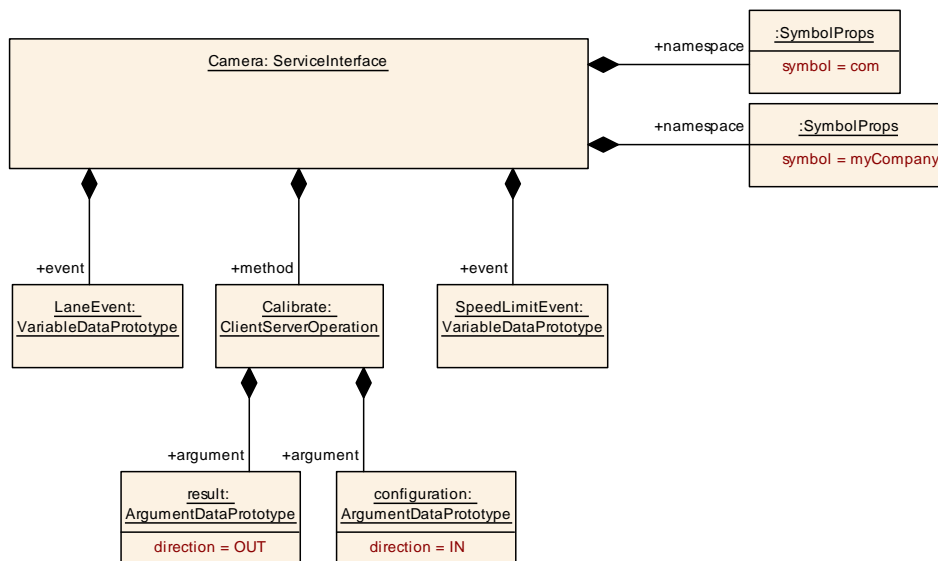 Camera: ServiceInterface
+namespace
:SymbolProps
symbol = com
+namespace
:SymbolProps
symbol = myCompany
+event
+method
+event
LaneEvent:
VariableDataPrototype
Calibrate:
ClientServerOperation
SpeedLimitEvent:
VariableDataPrototype
+argument
+argument
result:
ArgumentDataPrototype
direction = OUT
configuration:
ArgumentDataPrototype
direction = IN